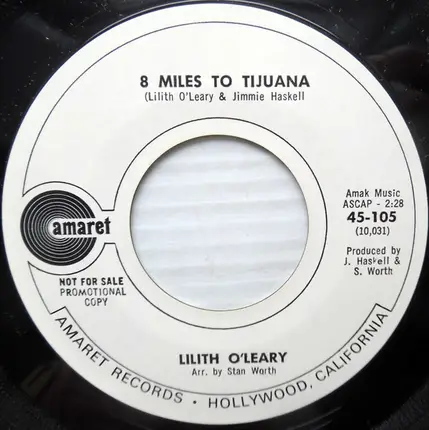 8 MILES TO TIJUANA
(Lilith O'Leary & Jimmie Haskell
Amak Music
ASCAP - 2:28
45-105
(10,031)
Produced by
J. Haskell &
S. Worth
amaret
NOT FOR SALE
PROMOTIONAL
COPY
LILITH O'LEARY
Arr. by Stan Worth
AMARET RECORDS • HOLLYWOOD, CALIFORNIA